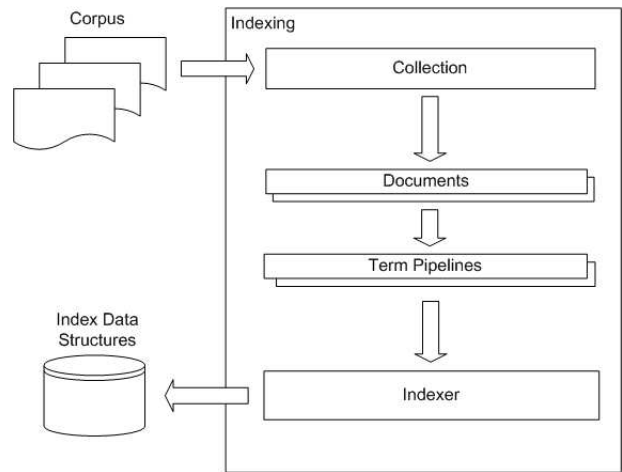 Corpus
Indexing
Collection
Documents
Term Pipelines
Index Data
Structures
Indexer